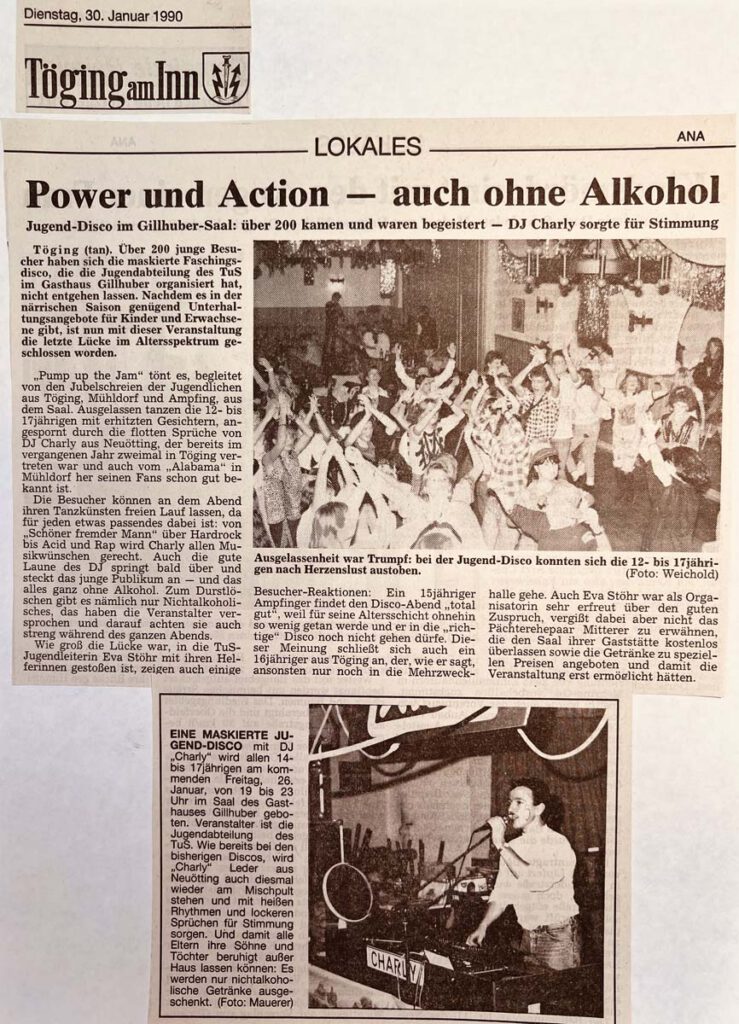 Dienstag, 30. Januar 1990
Töging am Inn
LOKALES
ANA
Power und Action — auch ohne Alkohol
Jugend-Disco im Gillhuber-Saal: über 200 kamen und waren begeistert — DJ Charly sorgte für Stimmung
Töging (tan). Über 200 junge Besu-
cher haben sich die maskierte Faschings-
disco, die die Jugendabteilung des TuS
im Gasthaus Gillhuber organisiert hat,
nicht entgehen lassen. Nachdem es in der
närrischen Saison genügend Unterhal-
tungsangebote für Kinder und Erwachse-
ne gibt, ist nun mit dieser Veranstaltung
die letzte Lücke im Altersspektrum ge-
schlossen worden.
„Pump up the Jam“ tönt es, begleitet
von den Jubelschreien der Jugendlichen
aus Töging, Mühldorf und Ampfing, aus
dem Saal. Ausgelassen tanzen die 12- bis
17jährigen mit erhitzten Gesichtern, an-
gespornt durch die flotten Sprüche von
DJ Charly aus Neuötting, der bereits im
vergangenen Jahr zweimal in Töging ver-
treten war und auch vom „Alabama“ in
Mühldorf her seinen Fans schon gut be-
kannt ist.
Die Besucher können an dem Abend
ihren Tanzkünsten freien Lauf lassen, da
für jeden etwas passendes dabei ist: von
„Schöner fremder Mann“ über Hardrock
bis Acid und Rap wird Charly allen Mu-
sikwünschen gerecht. Auch die gute
Laune des DJ springt bald über und
steckt das junge Publikum an — und das
alles ganz ohne Alkohol. Zum Durstlö-
schen gibt es nämlich nur Nichtalkoholi-
sches, das haben die Veranstalter ver-
sprochen und darauf achten sie auch
streng während des ganzen Abends.
Wie groß die Lücke war, in die TuS-
Jugendleiterin Eva Stöhr mit ihren Hel-
ferinnen gestoßen ist, zeigen auch einige
Ausgelassenheit war Trumpf: bei der Jugend-Disco konnten sich die 12- bis 17jähri-
gen nach Herzenslust austoben.
(Foto: Weichold)
Besucher-Reaktionen: Ein 15jähriger
Ampfinger findet den Disco-Abend „total
gut“, weil für seine Altersschicht ohnehin
so wenig getan werde und er in die „rich-
tige“ Disco noch nicht gehen dürfe. Die-
ser Meinung schließt sich auch ein
16jähriger aus Töging an, der, wie er sagt,
ansonsten nur noch in die Mehrzweck-
halle gehe. Auch Eva Stöhr war als Orga-
nisatorin sehr erfreut über den guten
Zuspruch, vergißt dabei aber nicht das
Pächterehepaar Mitterer zu erwähnen,
die den Saal ihrer Gaststätte kostenlos
überlassen sowie die Getränke zu speziel-
len Preisen angeboten und damit die
Veranstaltung erst ermöglicht hätten.
EINE MASKIERTE JU-
GEND-DISCO mit DJ
„Charly“ wird allen 14-
bis 17jährigen am kom-
menden Freitag, 26.
Januar, von 19 bis 23
Uhr im Saal des Gast-
hauses Gillhuber gebo-
ten. Veranstalter ist die
Jugendabteilung des
TuS. Wie bereits bei den
bisherigen Discos, wird
„Charly“ Leder aus
Neuötting auch diesmal
wieder am Mischpult
stehen und mit heißen
Rhythmen und lockeren
Sprüchen für Stimmung
sorgen. Und damit alle
Eltern ihre Söhne und
Töchter beruhigt außer
Haus lassen können: Es
werden nur nichtalkoho-
lische Getränke ausge-
schenkt. (Foto: Mauerer)
CHARLY